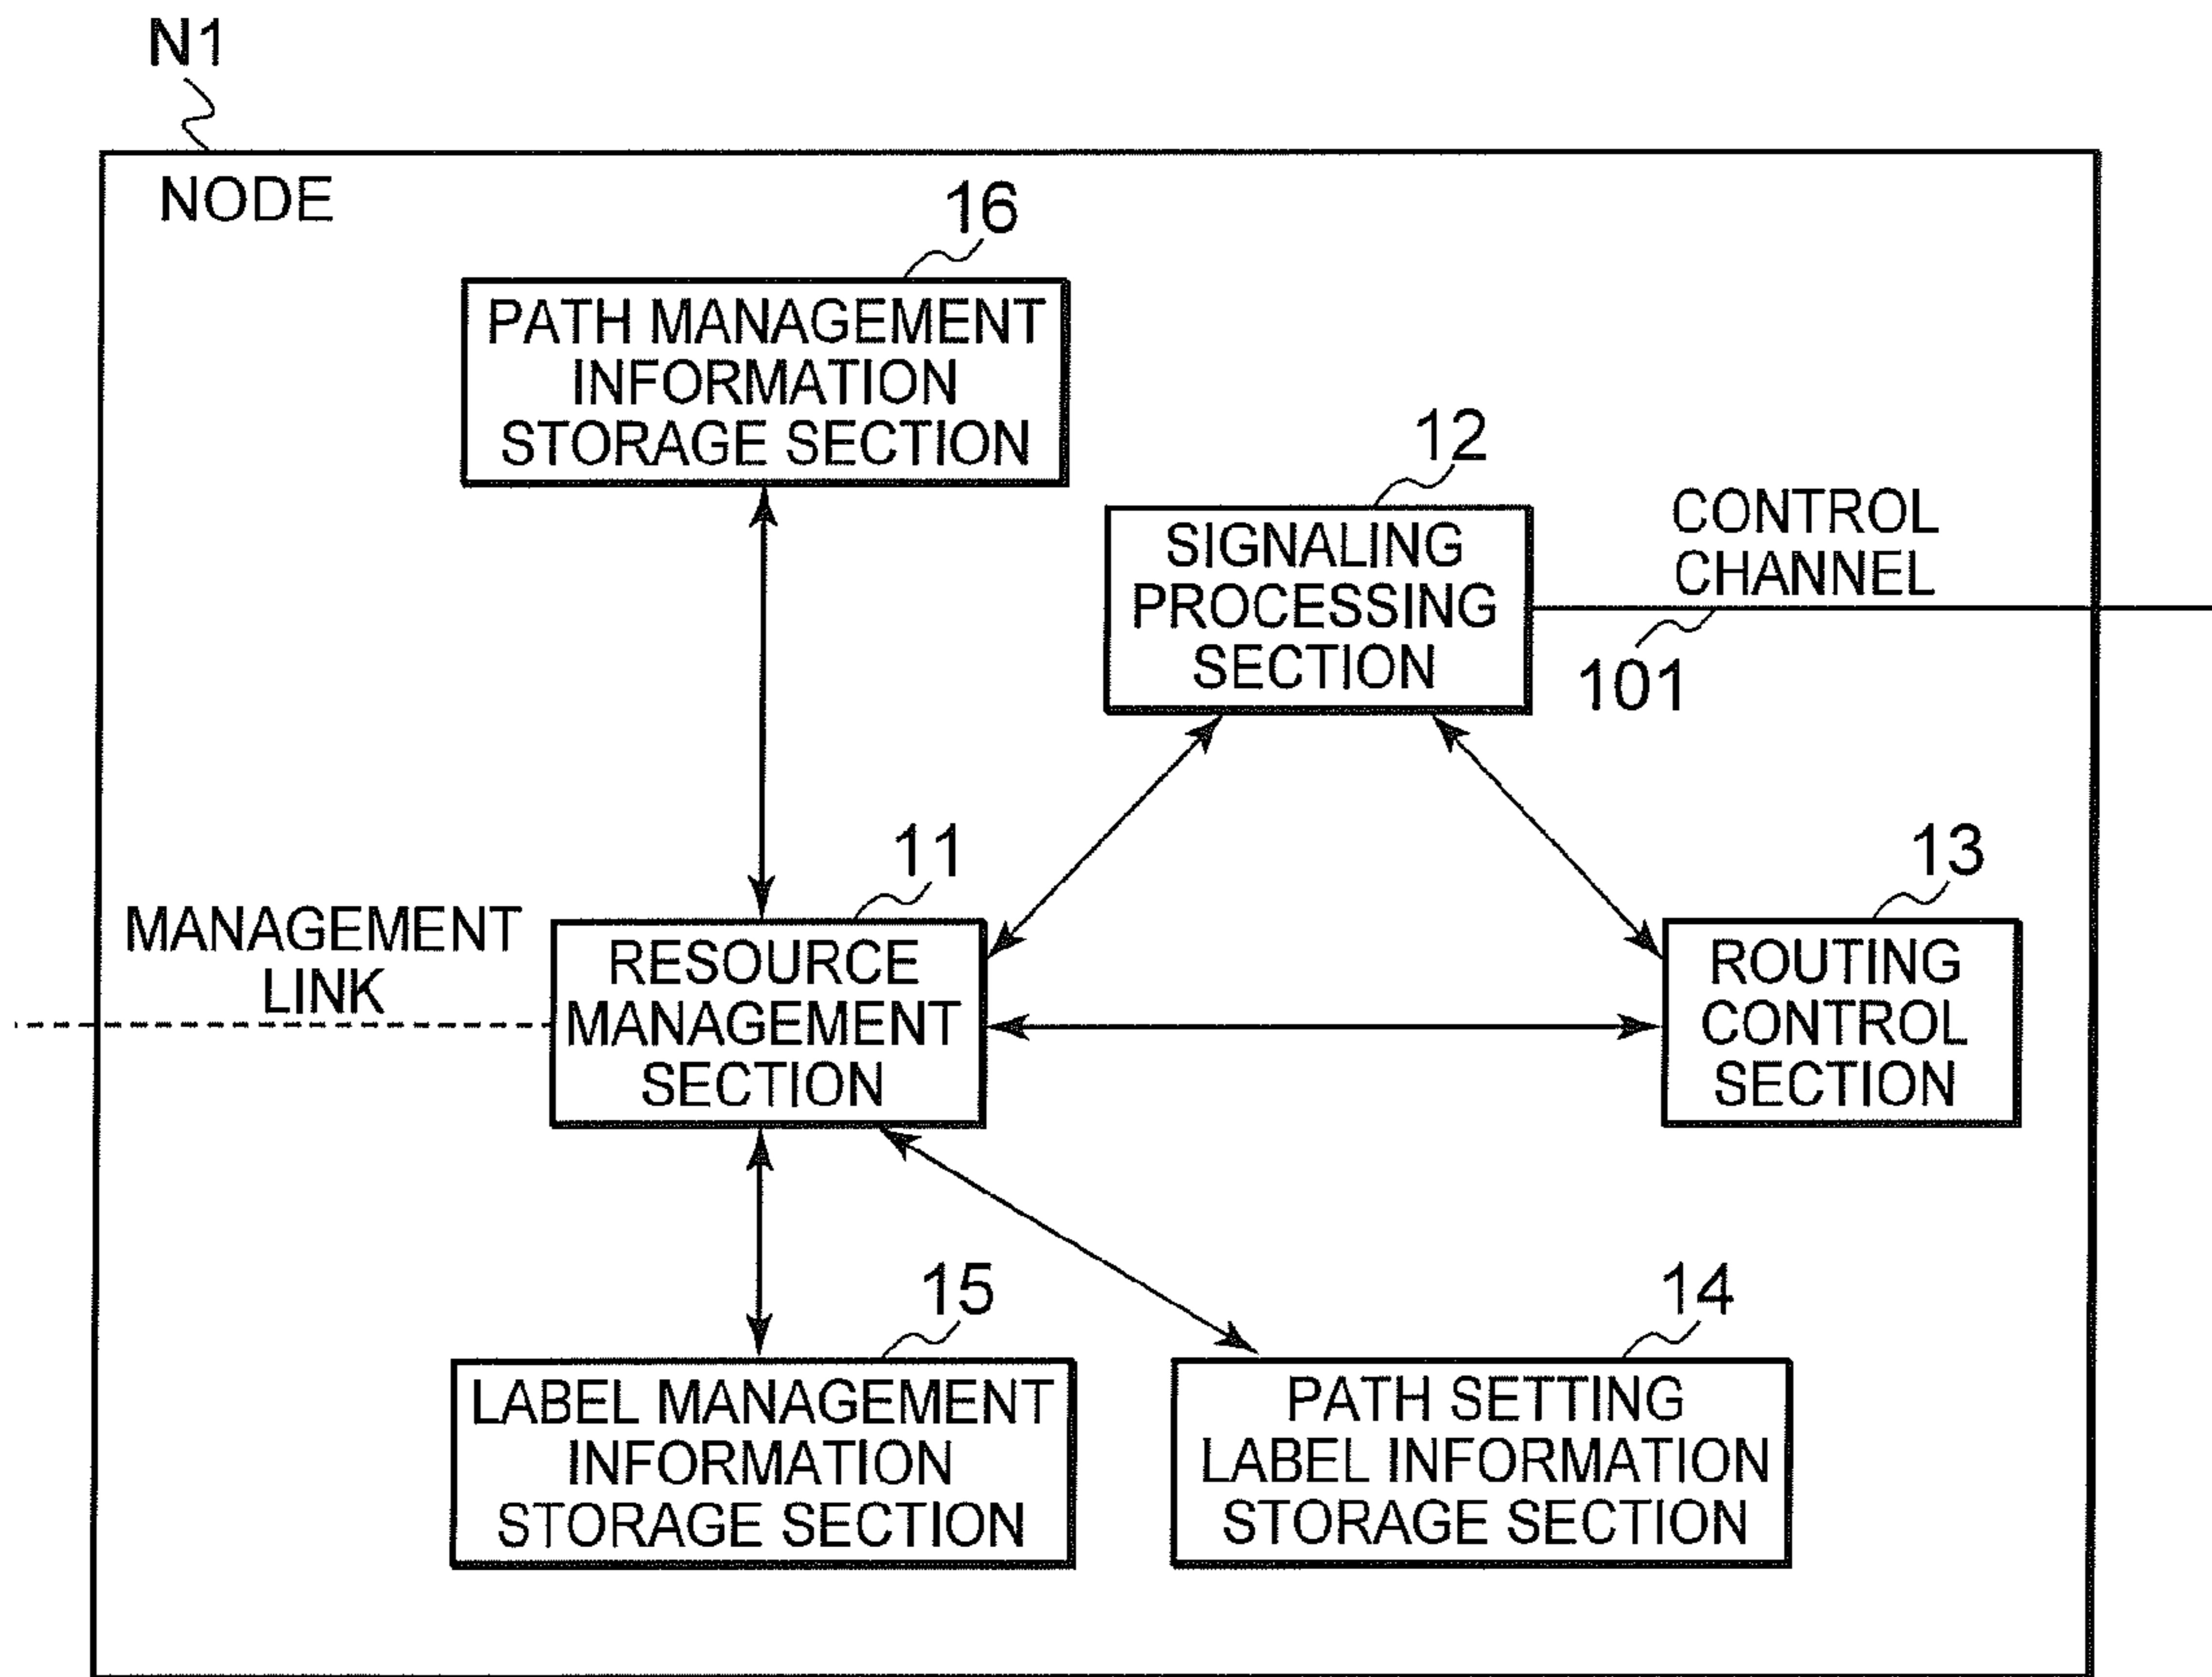 N1
NODE
16
PATH MANAGEMENT
INFORMATION
STORAGE SECTION
12
SIGNALING
PROCESSING
SECTION
CONTROL
CHANNEL
101
11
RESOURCE
MANAGEMENT
SECTION
MANAGEMENT
LINK
13
ROUTING
CONTROL
SECTION
15
LABEL MANAGEMENT
INFORMATION
STORAGE SECTION
14
PATH SETTING
LABEL INFORMATION
STORAGE SECTION